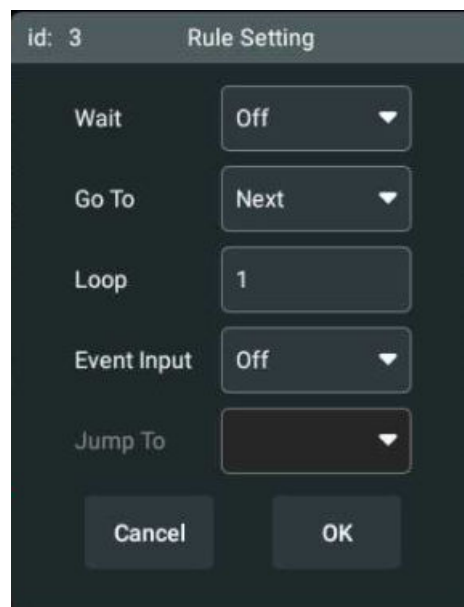 id: 3 Rule Setting
Wait Off
Go To Next
Loop 1
Event Input Off
Jump To
Cancel OK